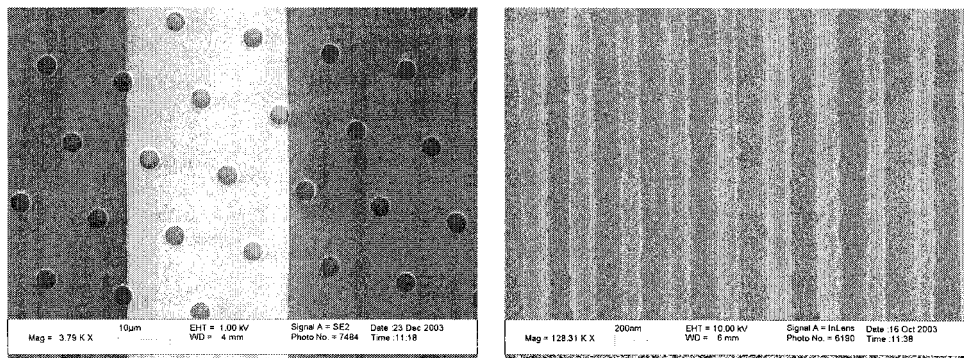 10µm
EHT = 1.00 kV
Signal A = SE2
Date :23 Dec 2003
Mag = 3.79 K X
WD = 4 mm
Photo No. = 7484
Time :11:18
200nm
EHT = 10.00 kV
Signal A = InLens
Date :16 Oct 2003
Mag = 128.31 K X
WD = 6 mm
Photo No. = 6190
Time :11:38